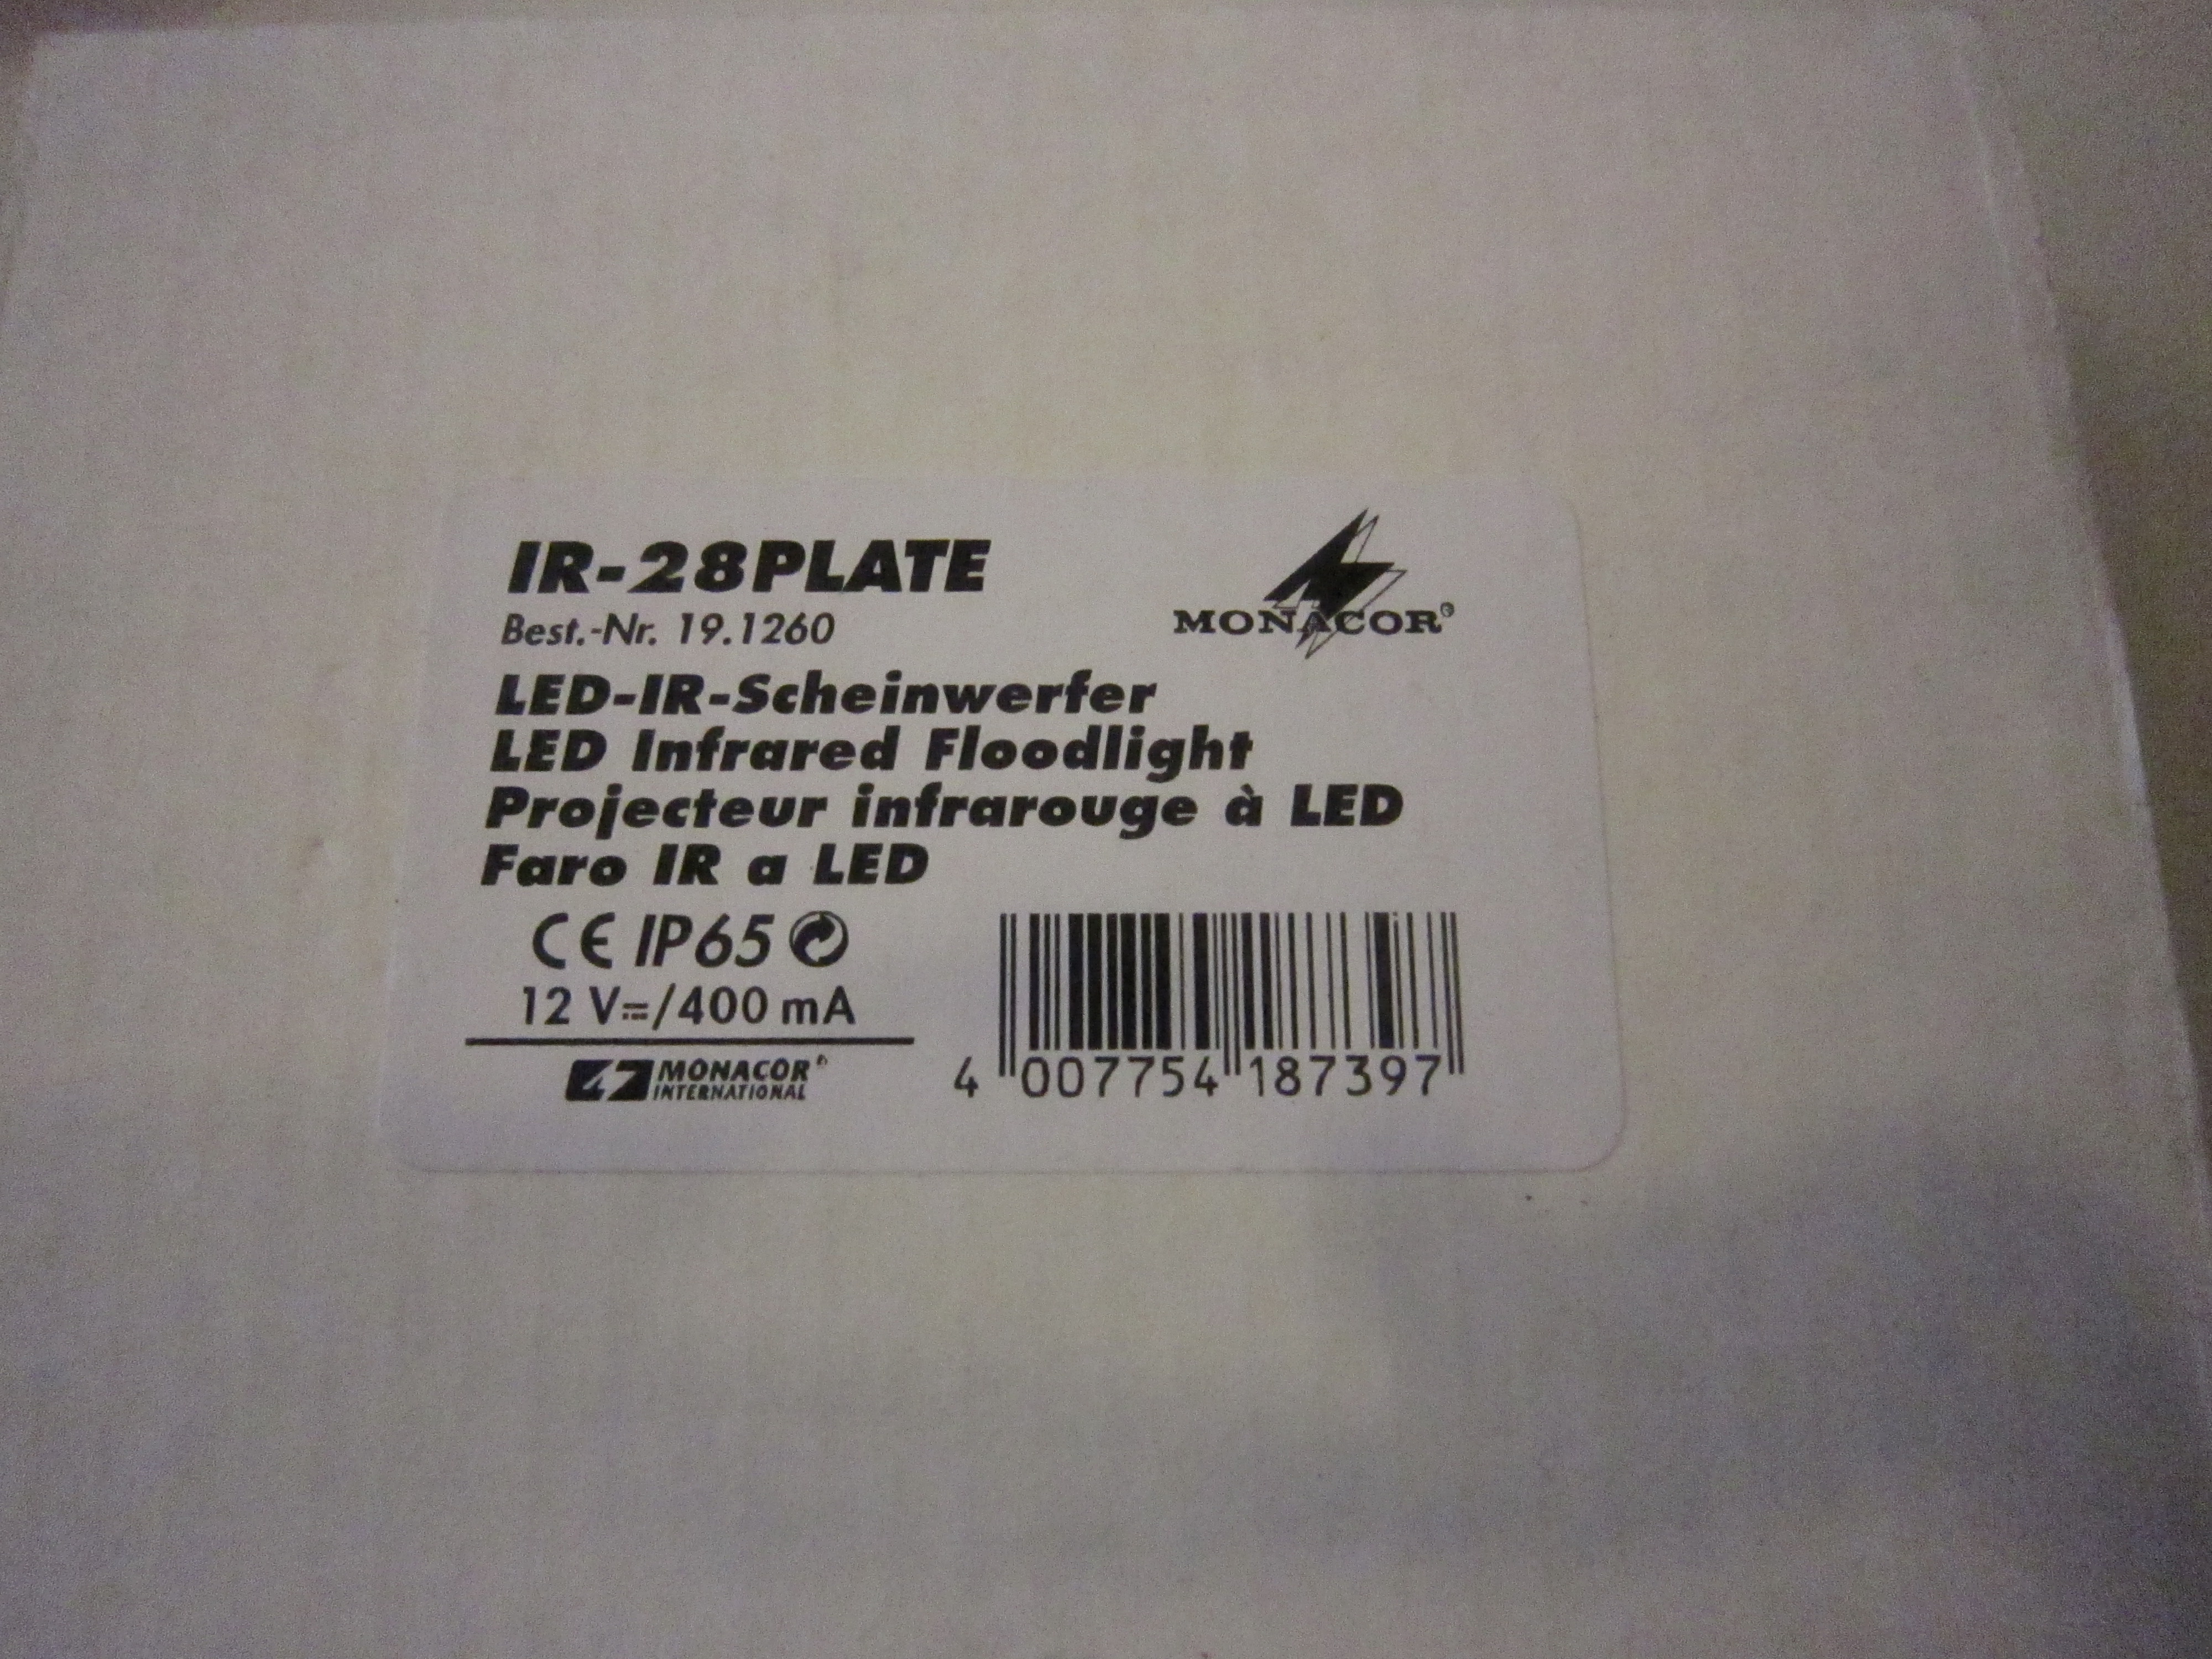 IR-28PLATE
Best.-Nr. 19.1260
MONACOR®
LED-IR-Scheinwerfer
LED Infrared Floodlight
Projecteur infrarouge à LED
Faro IR a LED
CE IP65
12 V⎓/400 mA
MONACOR®
INTERNATIONAL
4 007754 187397